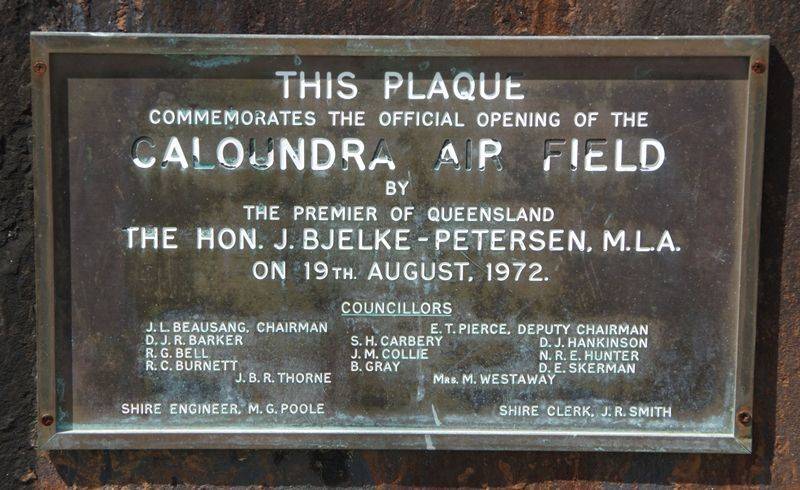 THIS PLAQUE
COMMEMORATES THE OFFICIAL OPENING OF THE
CALOUNDRA AIR FIELD
BY
THE PREMIER OF QUEENSLAND
THE HON. J. BJELKE-PETERSEN, M.L.A.
ON 19TH. AUGUST, 1972.
COUNCILLORS
J.L. BEAUSANG, CHAIRMAN E.T. PIERCE, DEPUTY CHAIRMAN
D.J.R. BARKER S.H. CARBERY D.J. HANKINSON
R.G. BELL J.M. COLLIE N.R.E. HUNTER
R.C. BURNETT B. GRAY D.E. SKERMAN
J.B.R. THORNE MRS. M. WESTAWAY
SHIRE ENGINEER, M.G. POOLE SHIRE CLERK, J.R. SMITH